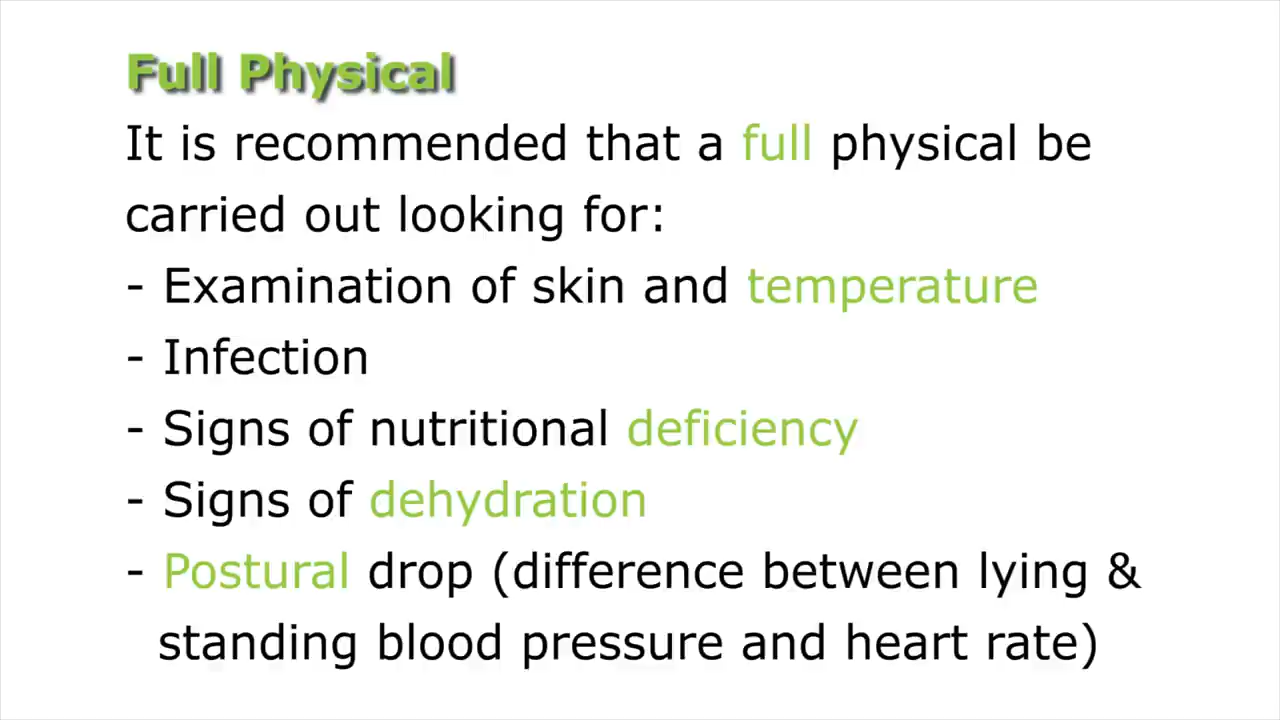 Full Physical
It is recommended that a full physical be
carried out looking for:
- Examination of skin and temperature
- Infection
- Signs of nutritional deficiency
- Signs of dehydration
- Postural drop (difference between lying &
standing blood pressure and heart rate)